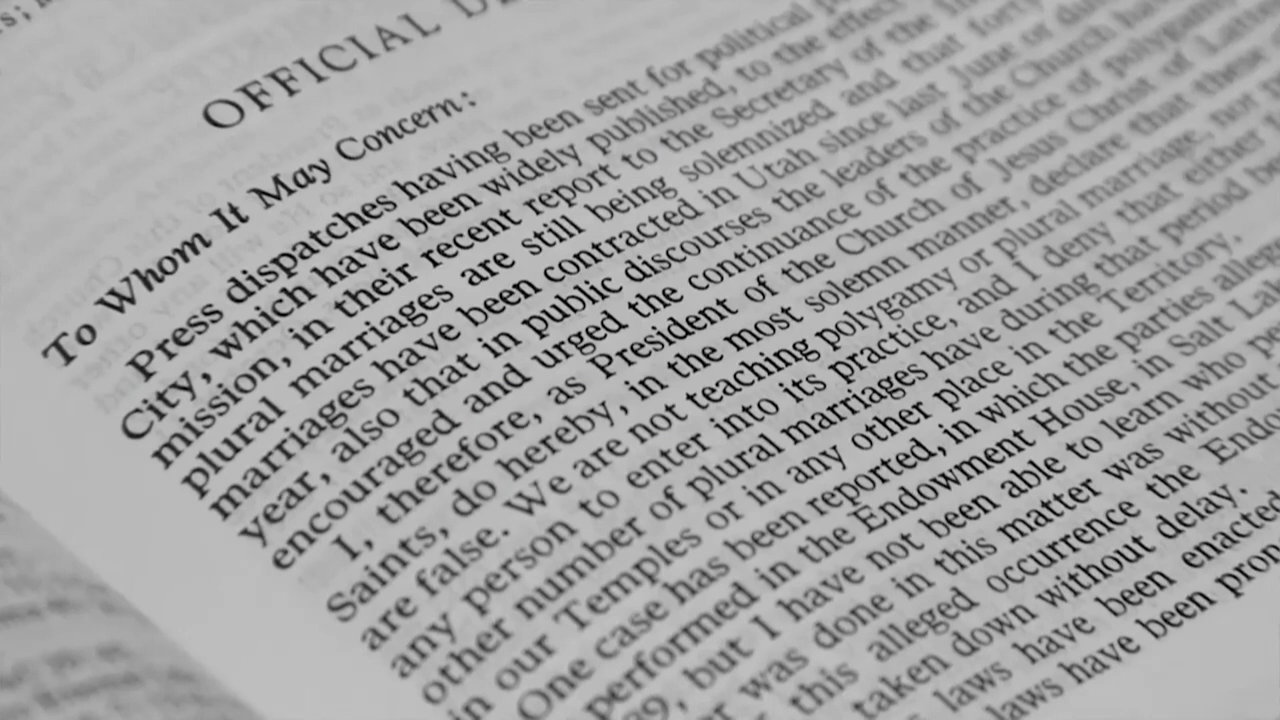 OFFICIAL
To Whom It May Concern:
Press dispatches having been sent for political
City, which have been widely published, to the effect
mission, in their recent report to the Secretary of the
plural marriages are still being solemnized and that forty
marriages have been contracted in Utah since last June or
year, also that in public discourses the leaders of the Church
encouraged and urged the continuance of the practice of polygamy
I, therefore, as President of the Church of Jesus Christ of
Saints, do hereby, in the most solemn manner, declare that these
are false. We are not teaching polygamy or plural marriage, not
any person to enter into its practice, and I deny that either
other number of plural marriages have during that period
in our Temples or in any other place in the Territory.
One case has been reported, in which the parties
performed in the Endowment House, in Salt
but I have not been able to learn who
was done in this matter was without
this alleged occurrence the
taken down without delay.
laws have been enacted
laws have been